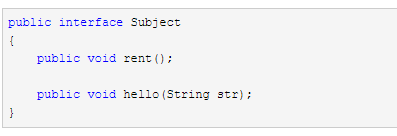 public interface Subject
{
    public void rent();

    public void hello(String str);
}